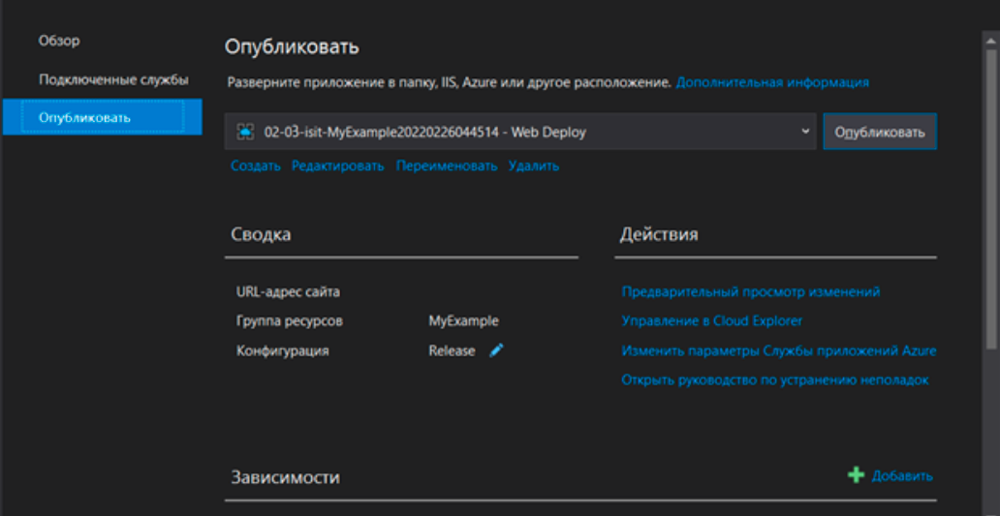 Обзор
Подключенные службы
Опубликовать
Опубликовать
Разверните приложение в папку, IIS, Azure или другое расположение. Дополнительная информация
02-03-isit-MyExample20220226044514 - Web Deploy
Опубликовать
Создать Редактировать Переименовать Удалить
Сводка
URL-адрес сайта
Группа ресурсов MyExample
Конфигурация Release
Действия
Предварительный просмотр изменений
Управление в Cloud Explorer
Изменить параметры Службы приложений Azure
Открыть руководство по устранению неполадок
Зависимости
Добавить